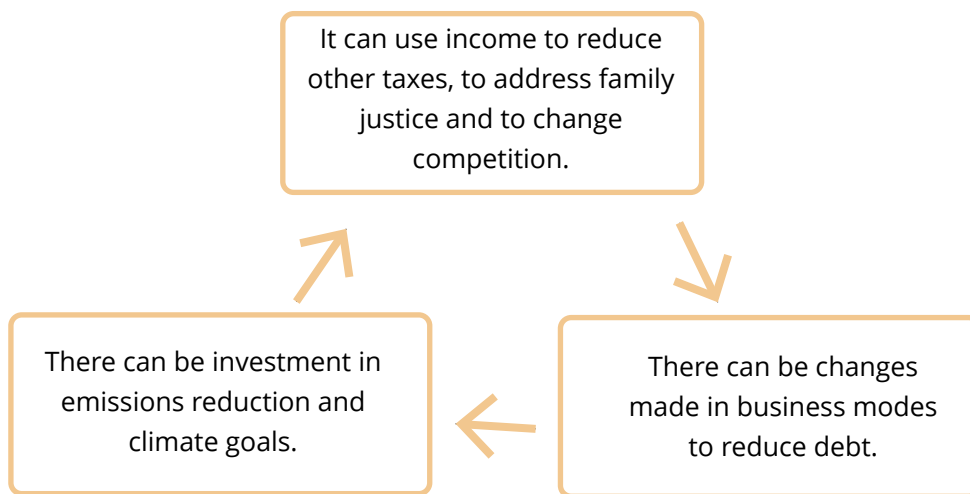 It can use income to reduce
other taxes, to address family
justice and to change
competition.
There can be changes
made in business modes
to reduce debt.
There can be investment in
emissions reduction and
climate goals.